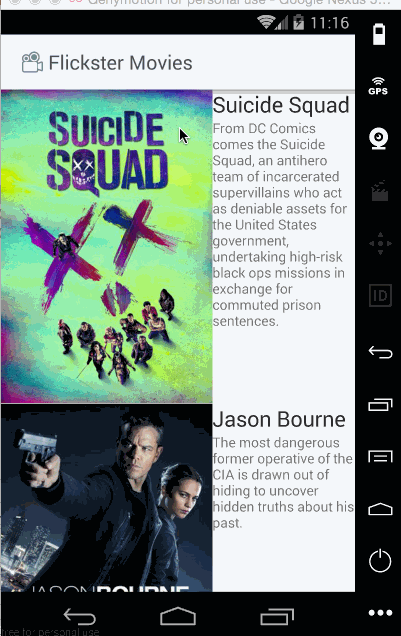 Genymotion for personal use - Google Nexus 5...
11:16
Flickster Movies
GPS
SUICIDE
SQUAD
Suicide Squad
From DC Comics
comes the Suicide
Squad, an antihero
team of incarcerated
supervillains who act
as deniable assets for
the United States
government,
undertaking high-risk
black ops missions in
exchange for
commuted prison
sentences.
ID
JASON BOURNE
Jason Bourne
The most dangerous
former operative of the
CIA is drawn out of
hiding to uncover
hidden truths about his
past.
free for personal use